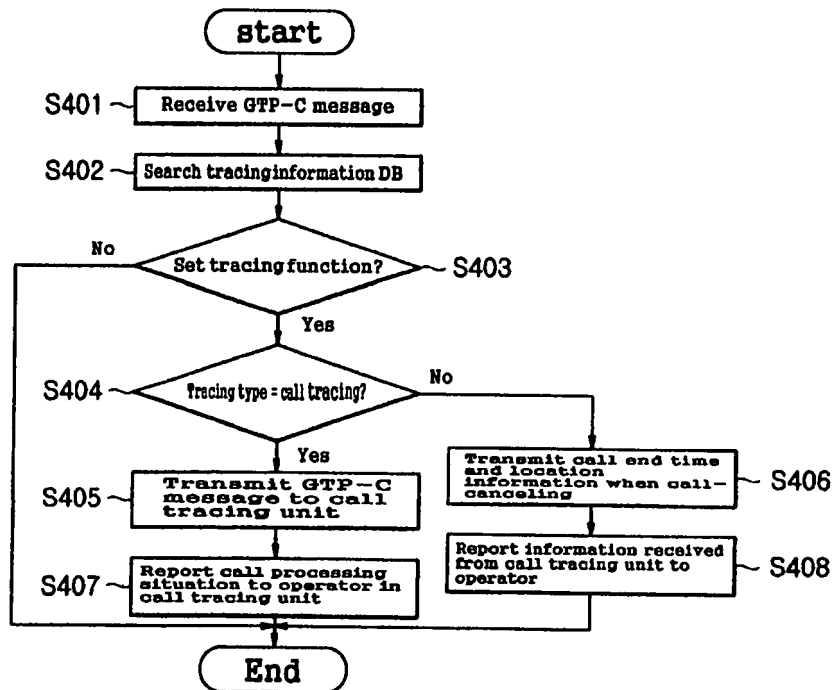 start
S401
Receive GTP-C message
S402
Search tracing information DB
No
Set tracing function?
S403
Yes
S404
Tracing type = call tracing?
No
Yes
S405
Transmit GTP-C
message to call
tracing unit
Transmit call end time
and location
information when call-
canceling
S406
S407
Report call processing
situation to operator in
call tracing unit
Report information received
from call tracing unit to
operator
S408
End